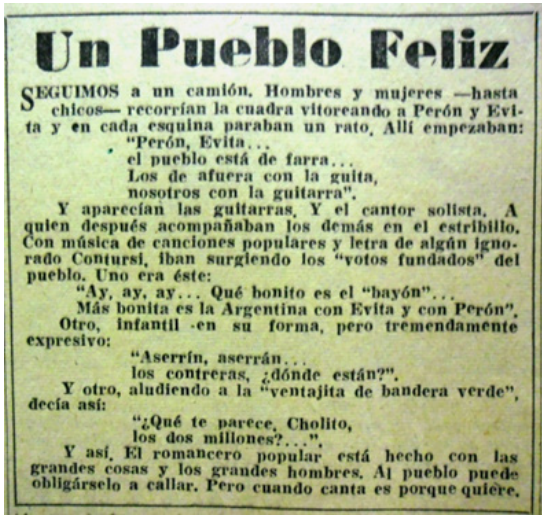 Un Pueblo Feliz
SEGUIMOS a un camión. Hombres y mujeres —hasta
chicos— recorrían la cuadra vitoreando a Perón y Evi-
ta y en cada esquina paraban un rato. Allí empezaban:
"Perón, Evita...
el pueblo está de farra...
Los de afuera con la guita,
nosotros con la guitarra".
Y aparecían las guitarras. Y el cantor solista. A
quien después acompañaban los demás en el estribillo.
Con música de canciones populares y letra de algún igno-
rado Contursi, iban surgiendo los "votos fundados" del
pueblo. Uno era éste:
"Ay, ay, ay... Qué bonito es el "bayón"...
Más bonita es la Argentina con Evita y con Perón".
Otro, infantil en su forma, pero tremendamente
expresivo:
"Aserrín, aserrán...
los contreras, ¿dónde están?".
Y otro, aludiendo a la "ventajita de bandera verde",
decía así:
"¿Qué te parece, Cholito,
los dos millones?...".
Y así. El romancero popular está hecho con las
grandes cosas y los grandes hombres. Al pueblo puede
obligárselo a callar. Pero cuando canta es porque quiere.